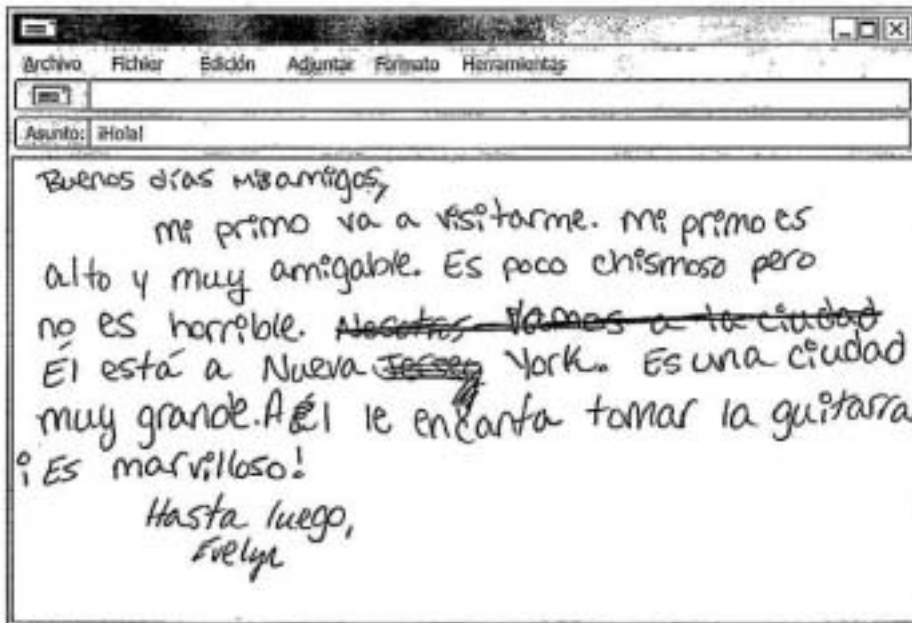 Archivo Fichier Edición Adjuntar Formato Herramientas
Asunto: ¡Hola!
Buenos días mis amigos,
mi primo va a visitarme. mi primo es
alto y muy amigable. Es poco chismoso pero
no es horrible. Nosotros vamos a la ciudad
Él está a Nueva Jersey York. Es una ciudad
muy grande. A él le encanta tomar la guitarra
¡Es marvilloso!
Hasta luego,
Evelyn